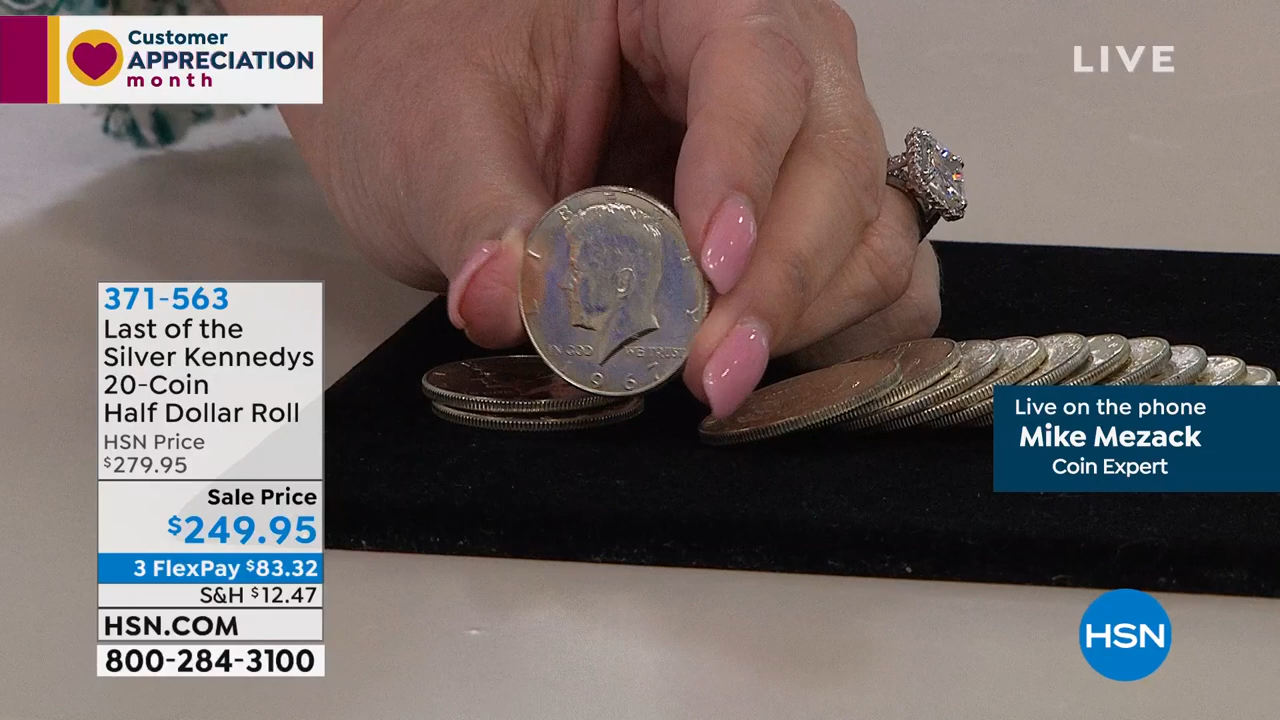 Customer
APPRECIATION
month
LIVE
371-563
Last of the
Silver Kennedys
20-Coin
Half Dollar Roll
HSN Price
$279.95
Sale Price
$249.95
3 FlexPay $83.32
S&H $12.47
HSN.COM
800-284-3100
IN GOD WE TRUST
1967
Live on the phone
Mike Mezack
Coin Expert
HSN